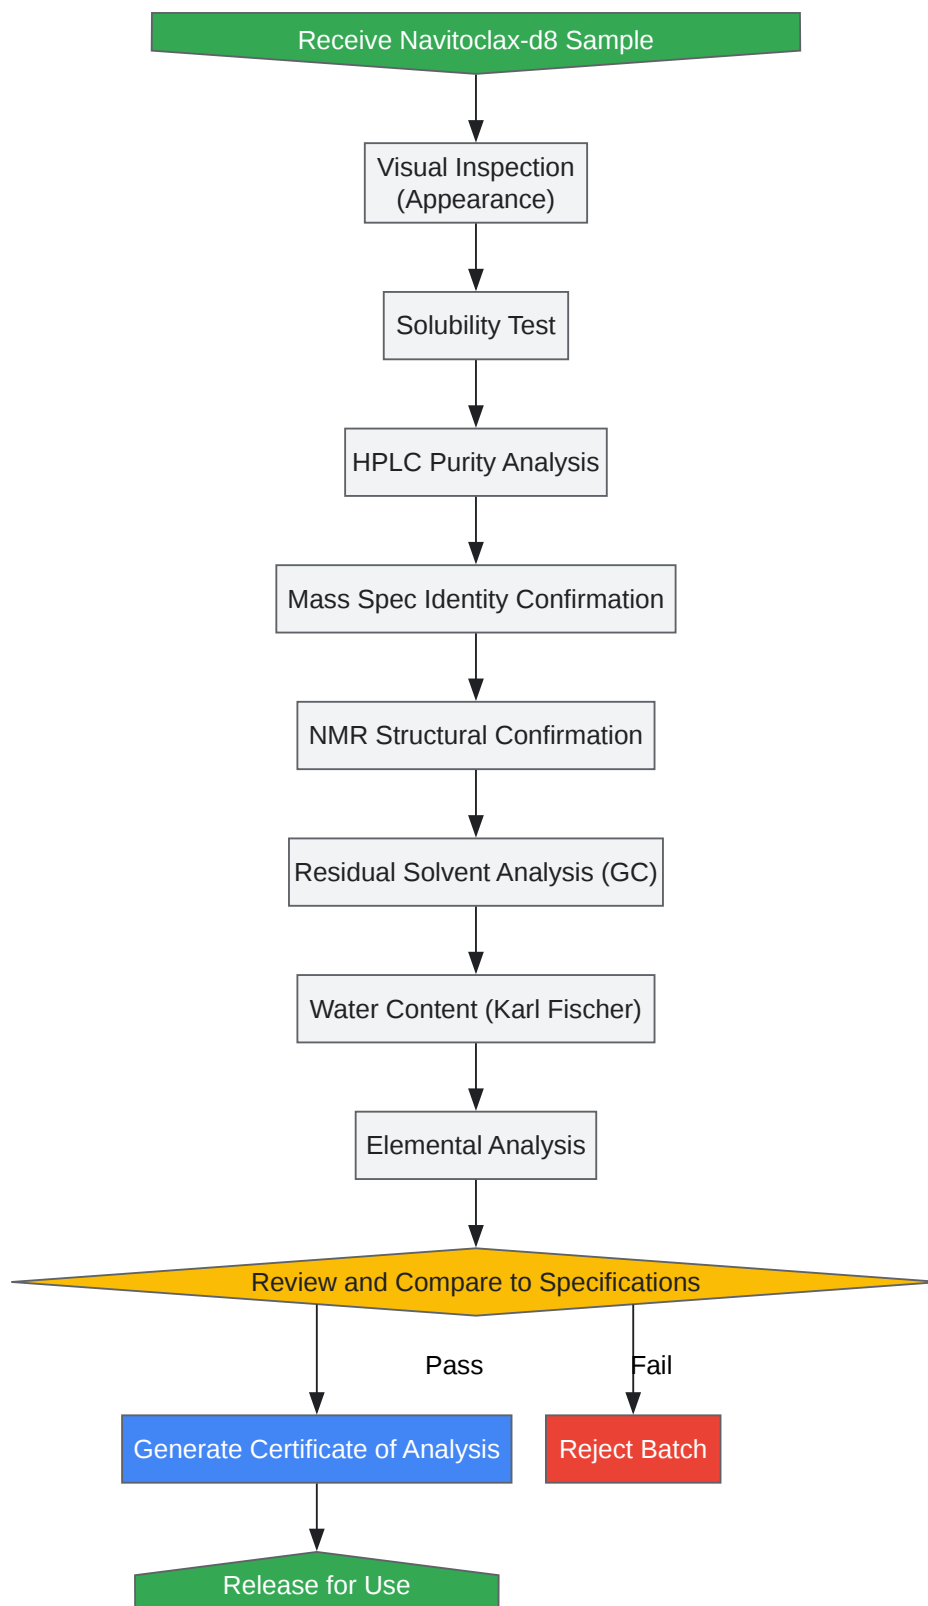 Receive Navitoclax-d8 Sample
Visual Inspection
(Appearance)
Solubility Test
HPLC Purity Analysis
Mass Spec Identity Confirmation
NMR Structural Confirmation
Residual Solvent Analysis (GC)
Water Content (Karl Fischer)
Elemental Analysis
Review and Compare to Specifications
Pass
Fail
Generate Certificate of Analysis
Reject Batch
Release for Use